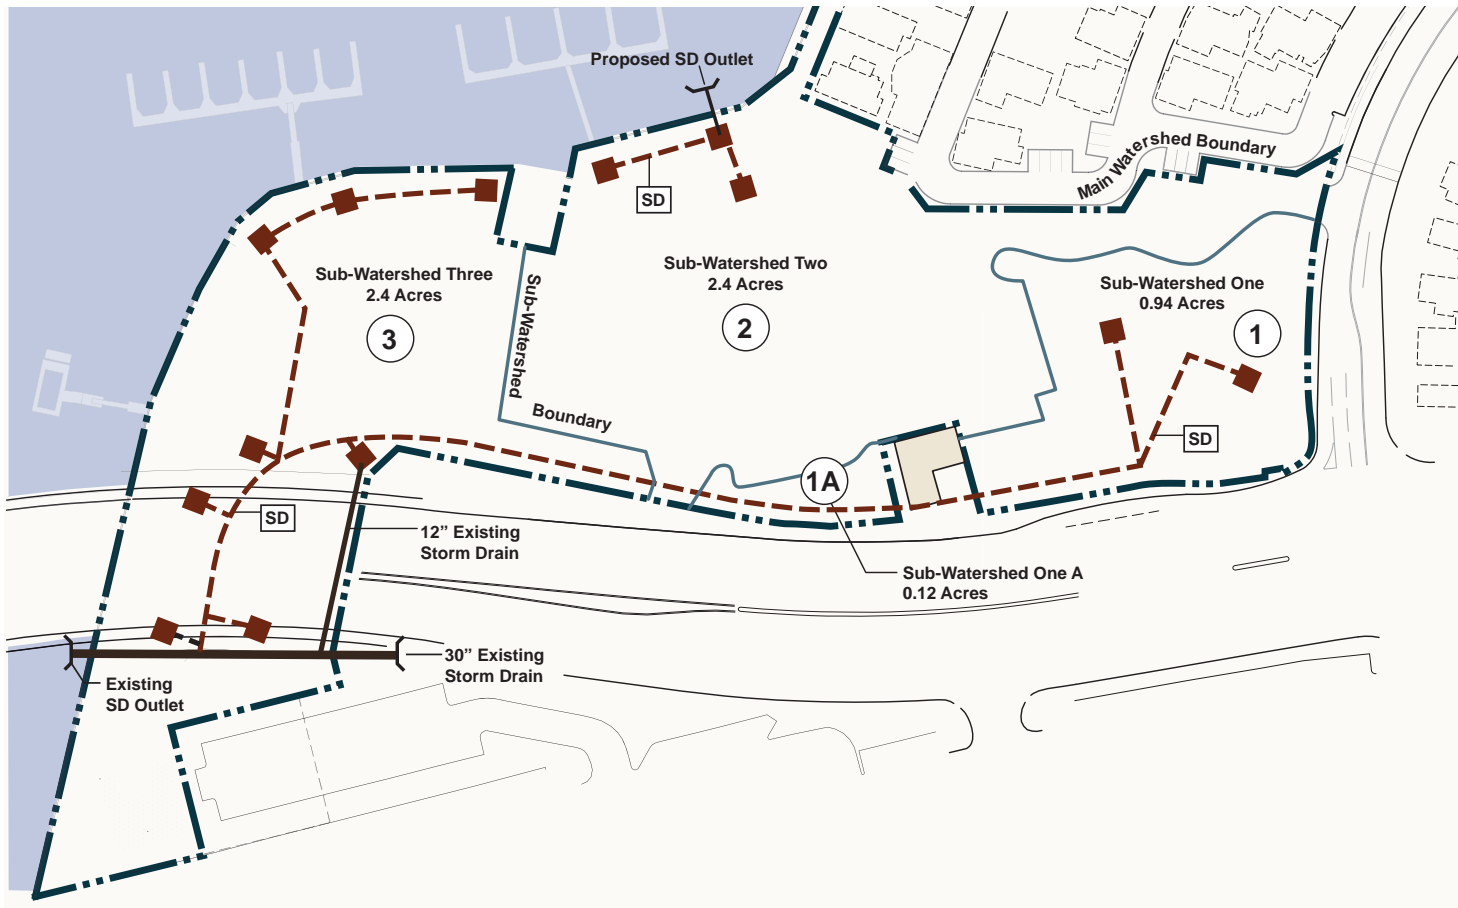 Proposed SD Outlet
Main Watershed Boundary
SD
Sub-Watershed Three
2.4 Acres
3
Sub-Watershed
Boundary
Sub-Watershed Two
2.4 Acres
2
Sub-Watershed One
0.94 Acres
1
SD
1A
SD
12” Existing
Storm Drain
Sub-Watershed One A
0.12 Acres
30” Existing
Storm Drain
Existing
SD Outlet